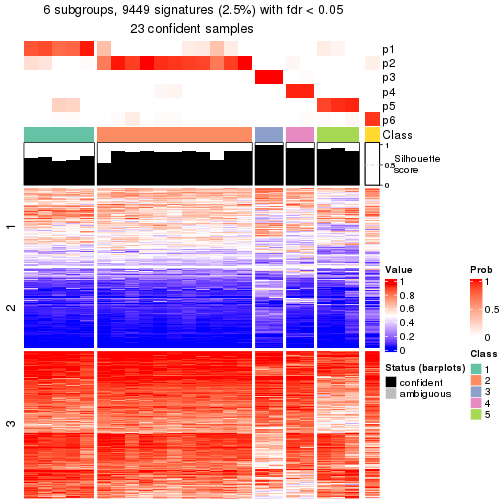 6 subgroups, 9449 signatures (2.5%) with fdr < 0.05
23 confident samples
p1
p2
p3
p4
p5
p6
Class
1
0.5
0
Silhouette
score
1
2
3
Value
1
0.8
0.6
0.4
0.2
0
Status (barplots)
confident
ambiguous
Prob
1
0.5
0
Class
1
2
3
4
5